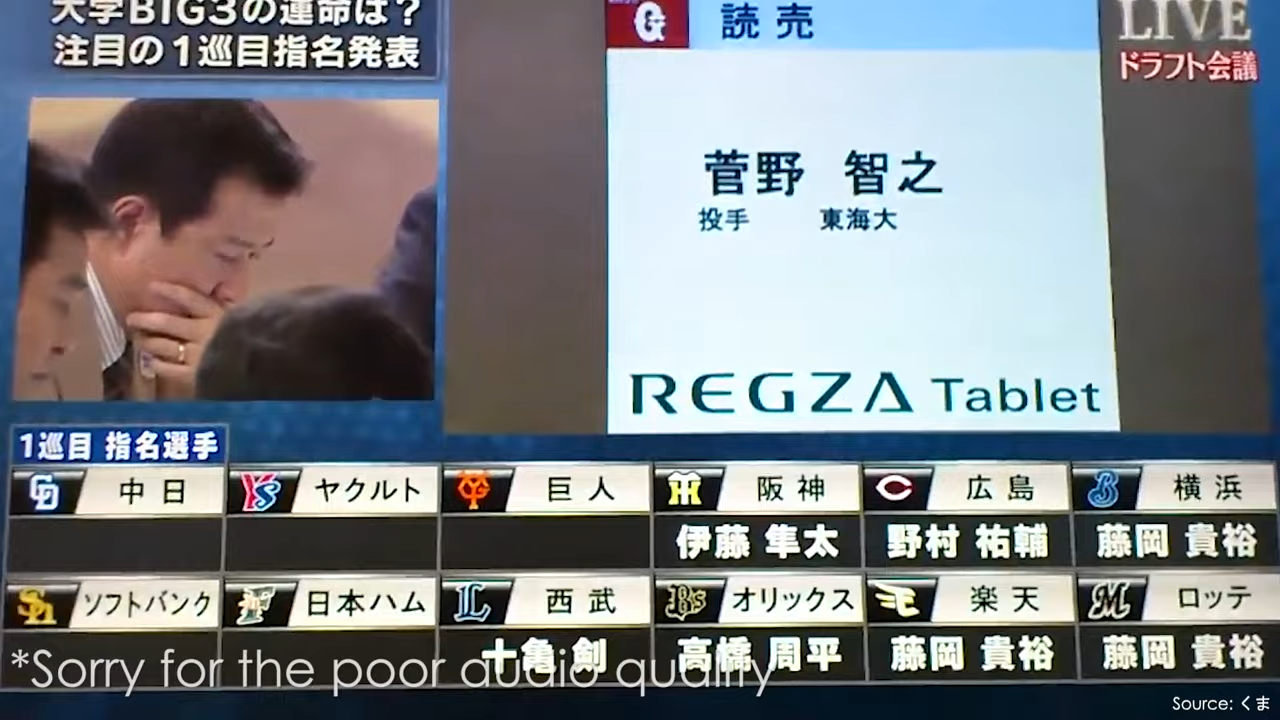 大学BIG3の運命は?
注目の1巡目指名発表
読売
LIVE
ドラフト会議
菅野 智之
投手 東海大
REGZA Tablet
1巡目 指名選手
中日 ヤクルト 巨人 阪神 広島 横浜
伊藤 隼太 野村 祐輔 藤岡 貴裕
ソフトバンク 日本ハム 西武 オリックス 楽天 ロッテ
十亀 剣 高橋 周平 藤岡 貴裕 藤岡 貴裕
*Sorry for the poor audio quality
Source: くま